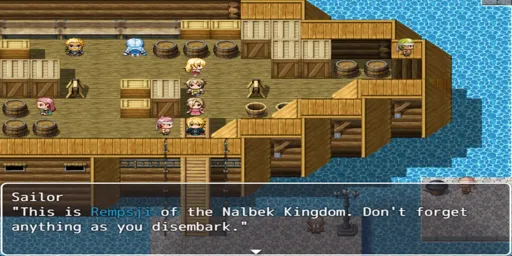 Sailor
"This is Rempsji of the Nalbek Kingdom. Don't forget
anything as you disembark."